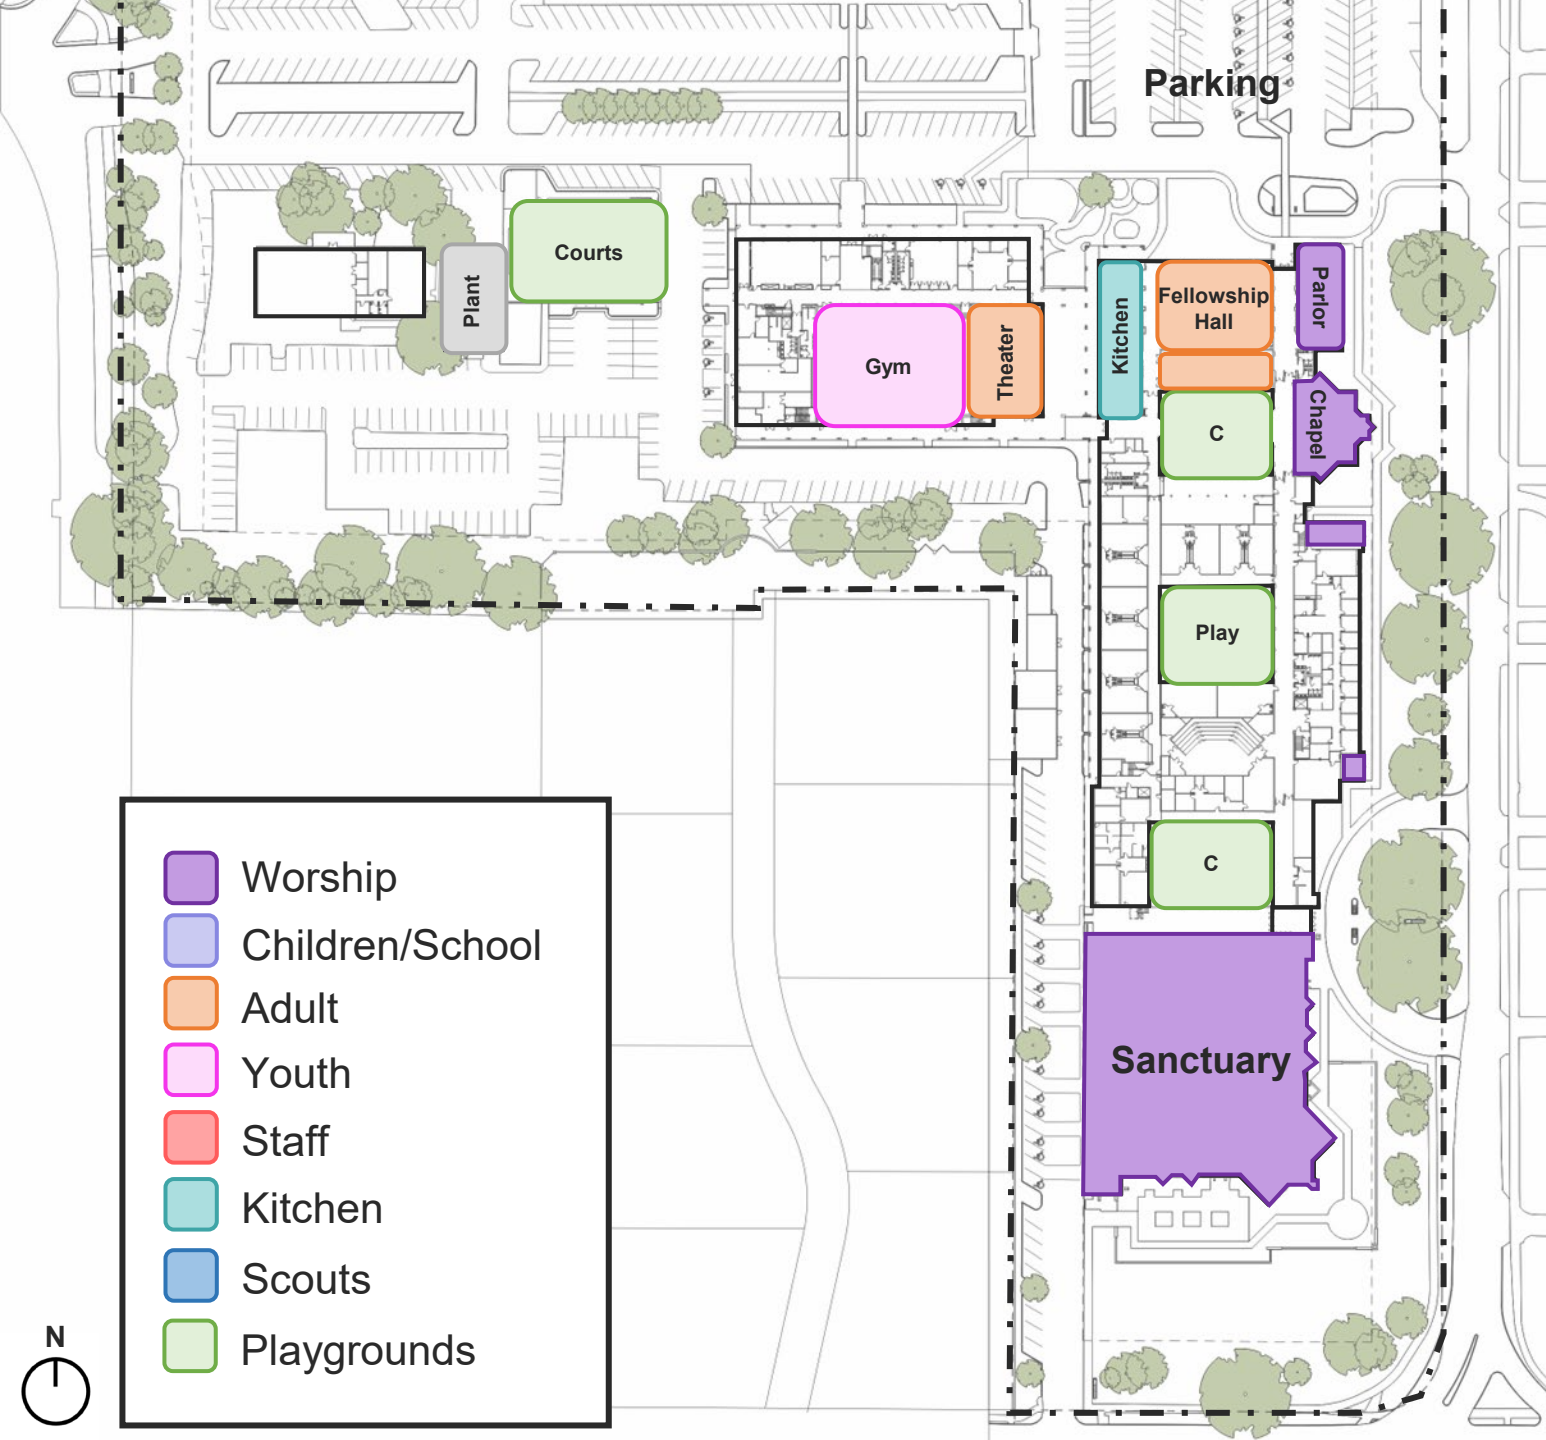 Parking
Courts
Plant
Gym
Theater
Kitchen
Fellowship
Hall
Parlor
C
Chapel
Play
C
Sanctuary
Worship
Children/School
Adult
Youth
Staff
Kitchen
Scouts
Playgrounds
N